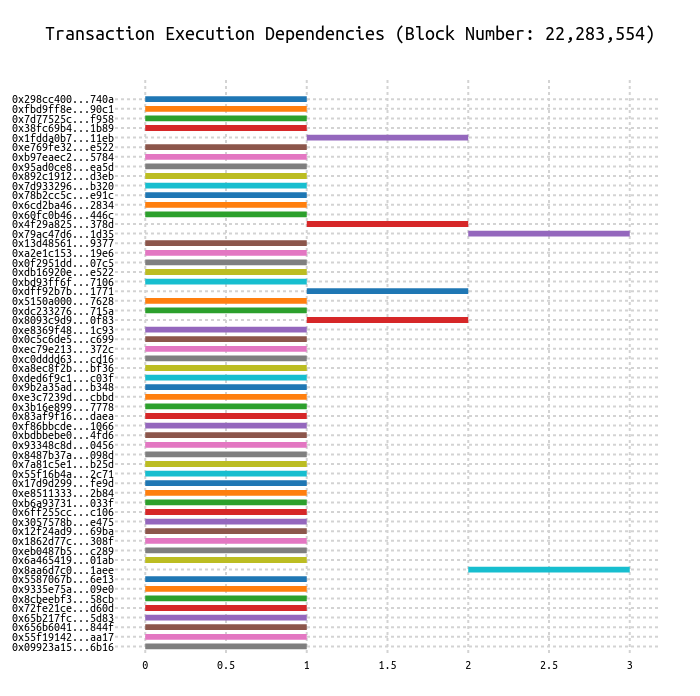 Transaction Execution Dependencies (Block Number: 22,283,554)
0x298cc400...740a
0xfbd9ff8e...90c1
0x7d77525c...f958
0x38fc69b4...1b89
0x1fdda0b7...11eb
0xe769fe32...e522
0xb97eaec2...5784
0x95ad0ce8...ea5d
0x892c1912...d3eb
0x7d933296...b320
0x78b2cc5c...e91c
0x6cd2ba46...2834
0x60fc0b46...446c
0x4f29a825...378d
0x79ac47d6...1d35
0x13d48561...9377
0xa2e1c153...19e6
0x0f2951dd...07c5
0xdb16920e...e522
0xbd93ff6f...7106
0xdff92b7b...1771
0x5150a000...7628
0xdc233276...715a
0x8093c9d9...0f83
0xe8369f48...1c93
0x0c5c6de5...c699
0xec79e213...372c
0xc0dddd63...cd16
0xa8ec8f2b...bf36
0xded6f9c1...c03f
0x9b2a35ad...b348
0xe3c7239d...cbbd
0x3b16e899...7778
0x83af9f16...daea
0xf86bbcde...1066
0xbdbbebe0...4fd6
0x93348c8d...0456
0x8487b37a...098d
0x7a81c5e1...b25d
0x55f16b4a...2c71
0x17d9d299...fe9d
0xe8511333...2b84
0xb6a93731...033f
0x6ff255cc...c106
0x3057578b...e475
0x12f24ad9...69ba
0x1862d77c...308f
0xeb0487b5...c289
0x6a465419...01ab
0x8aa6d7c0...1aee
0x5587067b...6e13
0x9335e75a...09e0
0x8cbeebf3...58cb
0x72fe21ce...d60d
0x65b217fc...5d83
0x656b6041...844f
0x55f19142...aa17
0x09923a15...6b16
0 0.5 1 1.5 2 2.5 3